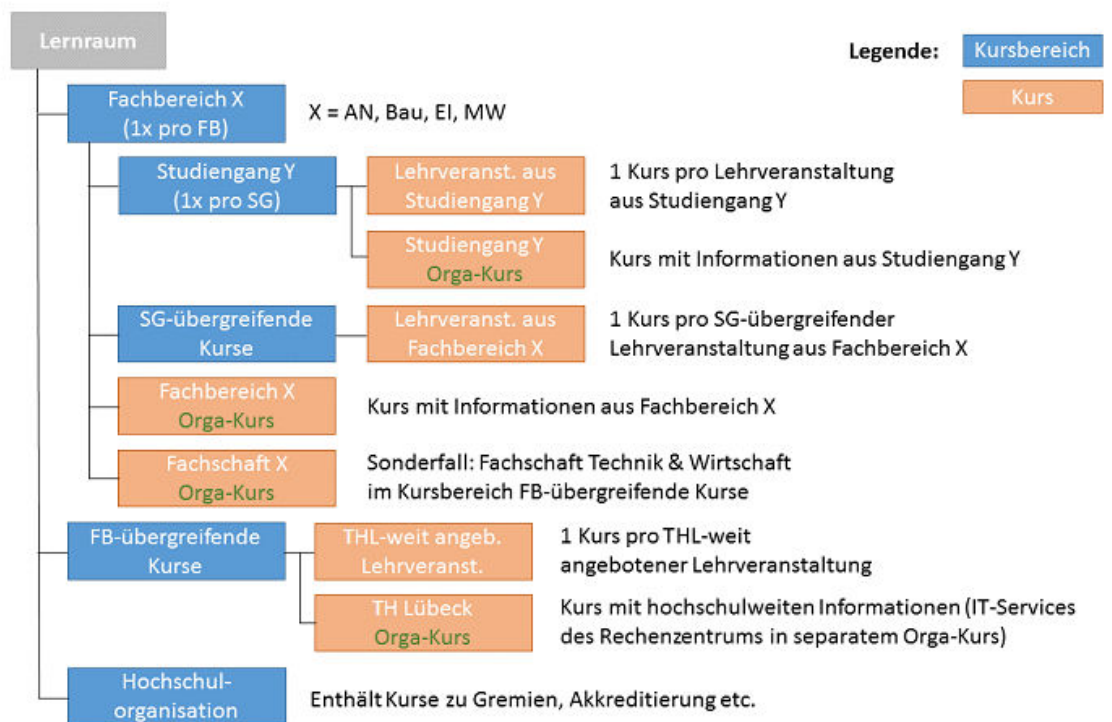 Lernraum
Legende:
Kursbereich
Kurs
Fachbereich X
(1x pro FB)
X = AN, Bau, EI, MW
Studiengang Y
(1x pro SG)
Lehrveranst. aus
Studiengang Y
1 Kurs pro Lehrveranstaltung
aus Studiengang Y
Studiengang Y
Orga-Kurs
Kurs mit Informationen aus Studiengang Y
SG-übergreifende
Kurse
Lehrveranst. aus
Fachbereich X
1 Kurs pro SG-übergreifender
Lehrveranstaltung aus Fachbereich X
Fachbereich X
Orga-Kurs
Kurs mit Informationen aus Fachbereich X
Fachschaft X
Orga-Kurs
Sonderfall: Fachschaft Technik & Wirtschaft
im Kursbereich FB-übergreifende Kurse
FB-übergreifende
Kurse
THL-weit angeb.
Lehrveranst.
1 Kurs pro THL-weit
angebotener Lehrveranstaltung
TH Lübeck
Orga-Kurs
Kurs mit hochschulweiten Informationen (IT-Services
des Rechenzentrums in separatem Orga-Kurs)
Hochschul-
organisation
Enthält Kurse zu Gremien, Akkreditierung etc.